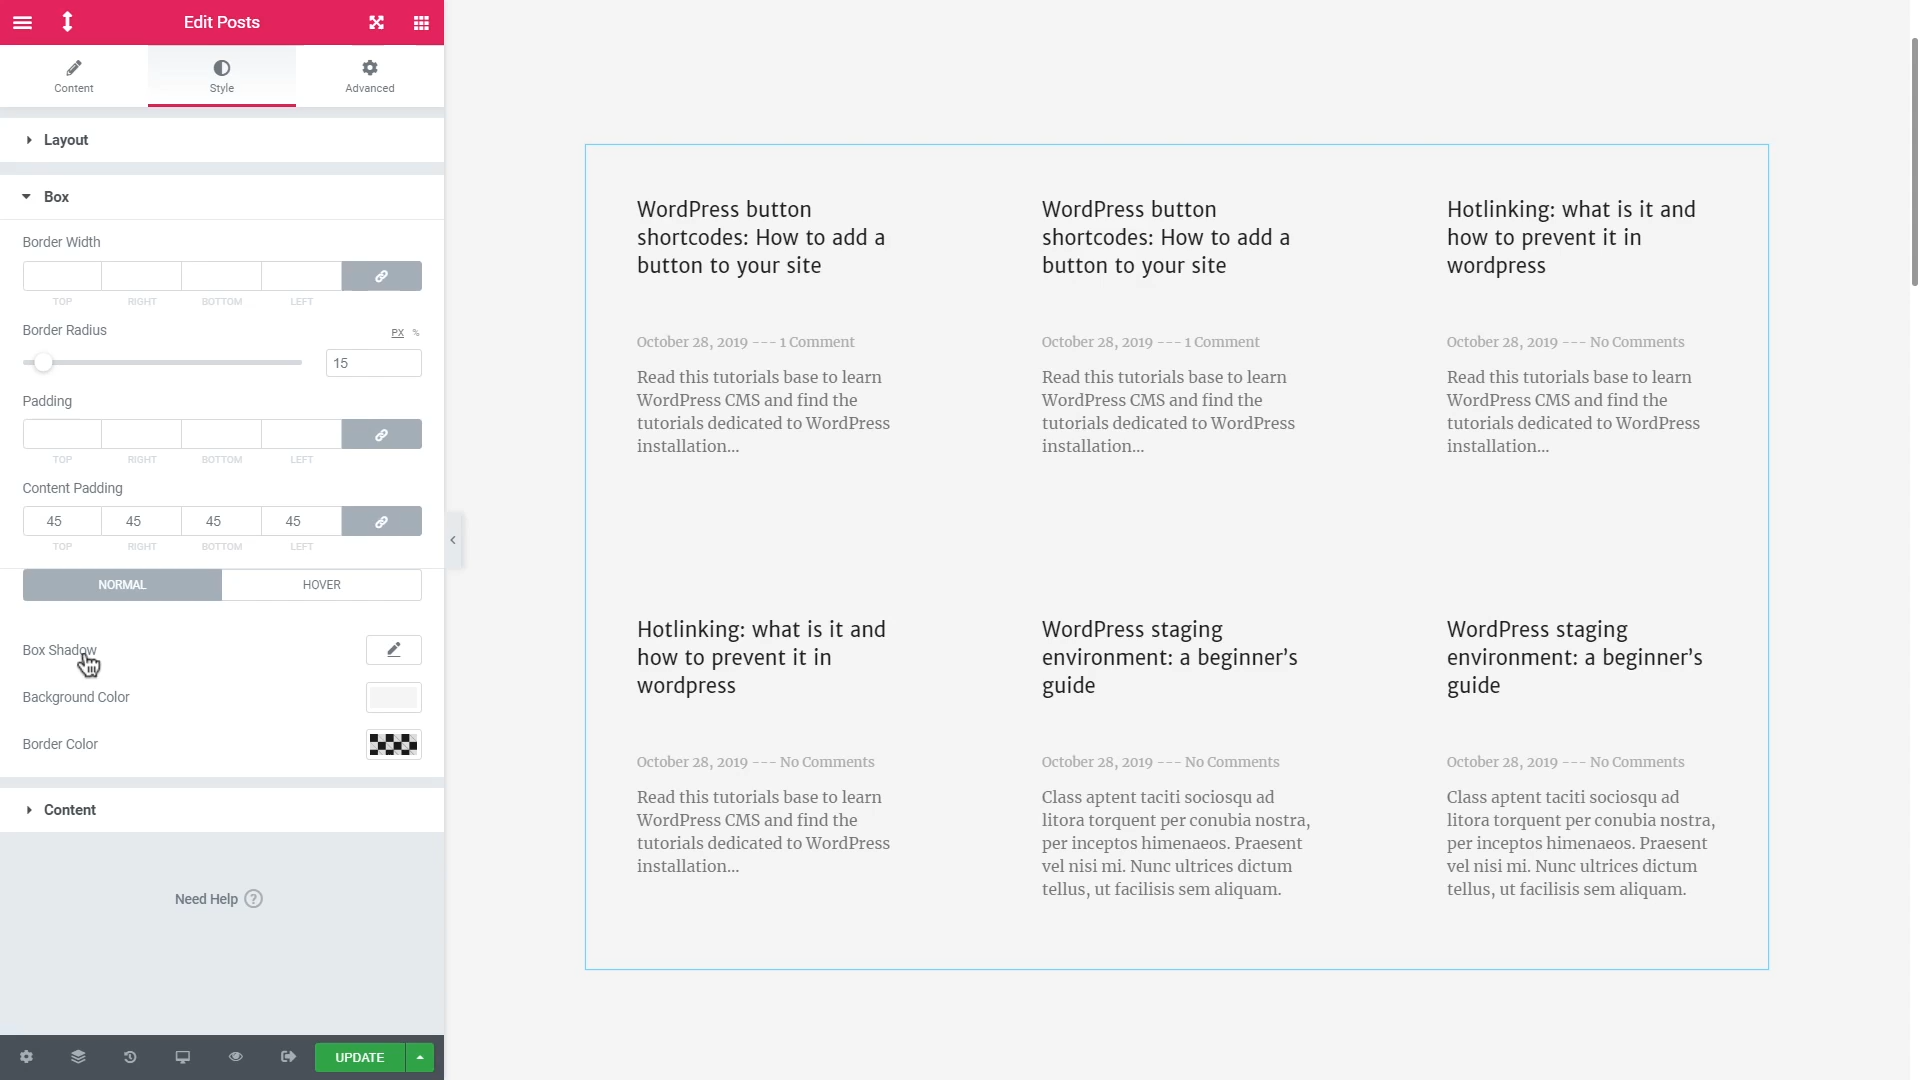 Edit Posts
Content
Style
Advanced
Layout
Box
Border Width
TOP RIGHT BOTTOM LEFT
Border Radius
PX %
15
Padding
TOP RIGHT BOTTOM LEFT
Content Padding
45 45 45 45
TOP RIGHT BOTTOM LEFT
NORMAL HOVER
Box Shadow
Background Color
Border Color
Content
Need Help ?
UPDATE
WordPress button
shortcodes: How to add a
button to your site
October 28, 2019 --- 1 Comment
Read this tutorials base to learn
WordPress CMS and find the
tutorials dedicated to WordPress
installation...
WordPress button
shortcodes: How to add a
button to your site
October 28, 2019 --- 1 Comment
Read this tutorials base to learn
WordPress CMS and find the
tutorials dedicated to WordPress
installation...
Hotlinking: what is it and
how to prevent it in
wordpress
October 28, 2019 --- No Comments
Read this tutorials base to learn
WordPress CMS and find the
tutorials dedicated to WordPress
installation...
Hotlinking: what is it and
how to prevent it in
wordpress
October 28, 2019 --- No Comments
Read this tutorials base to learn
WordPress CMS and find the
tutorials dedicated to WordPress
installation...
WordPress staging
environment: a beginner's
guide
October 28, 2019 --- No Comments
Class aptent taciti sociosqu ad
litora torquent per conubia nostra,
per inceptos himenaeos. Praesent
vel nisi mi. Nunc ultrices dictum
tellus, ut facilisis sem aliquam.
WordPress staging
environment: a beginner's
guide
October 28, 2019 --- No Comments
Class aptent taciti sociosqu ad
litora torquent per conubia nostra,
per inceptos himenaeos. Praesent
vel nisi mi. Nunc ultrices dictum
tellus, ut facilisis sem aliquam.